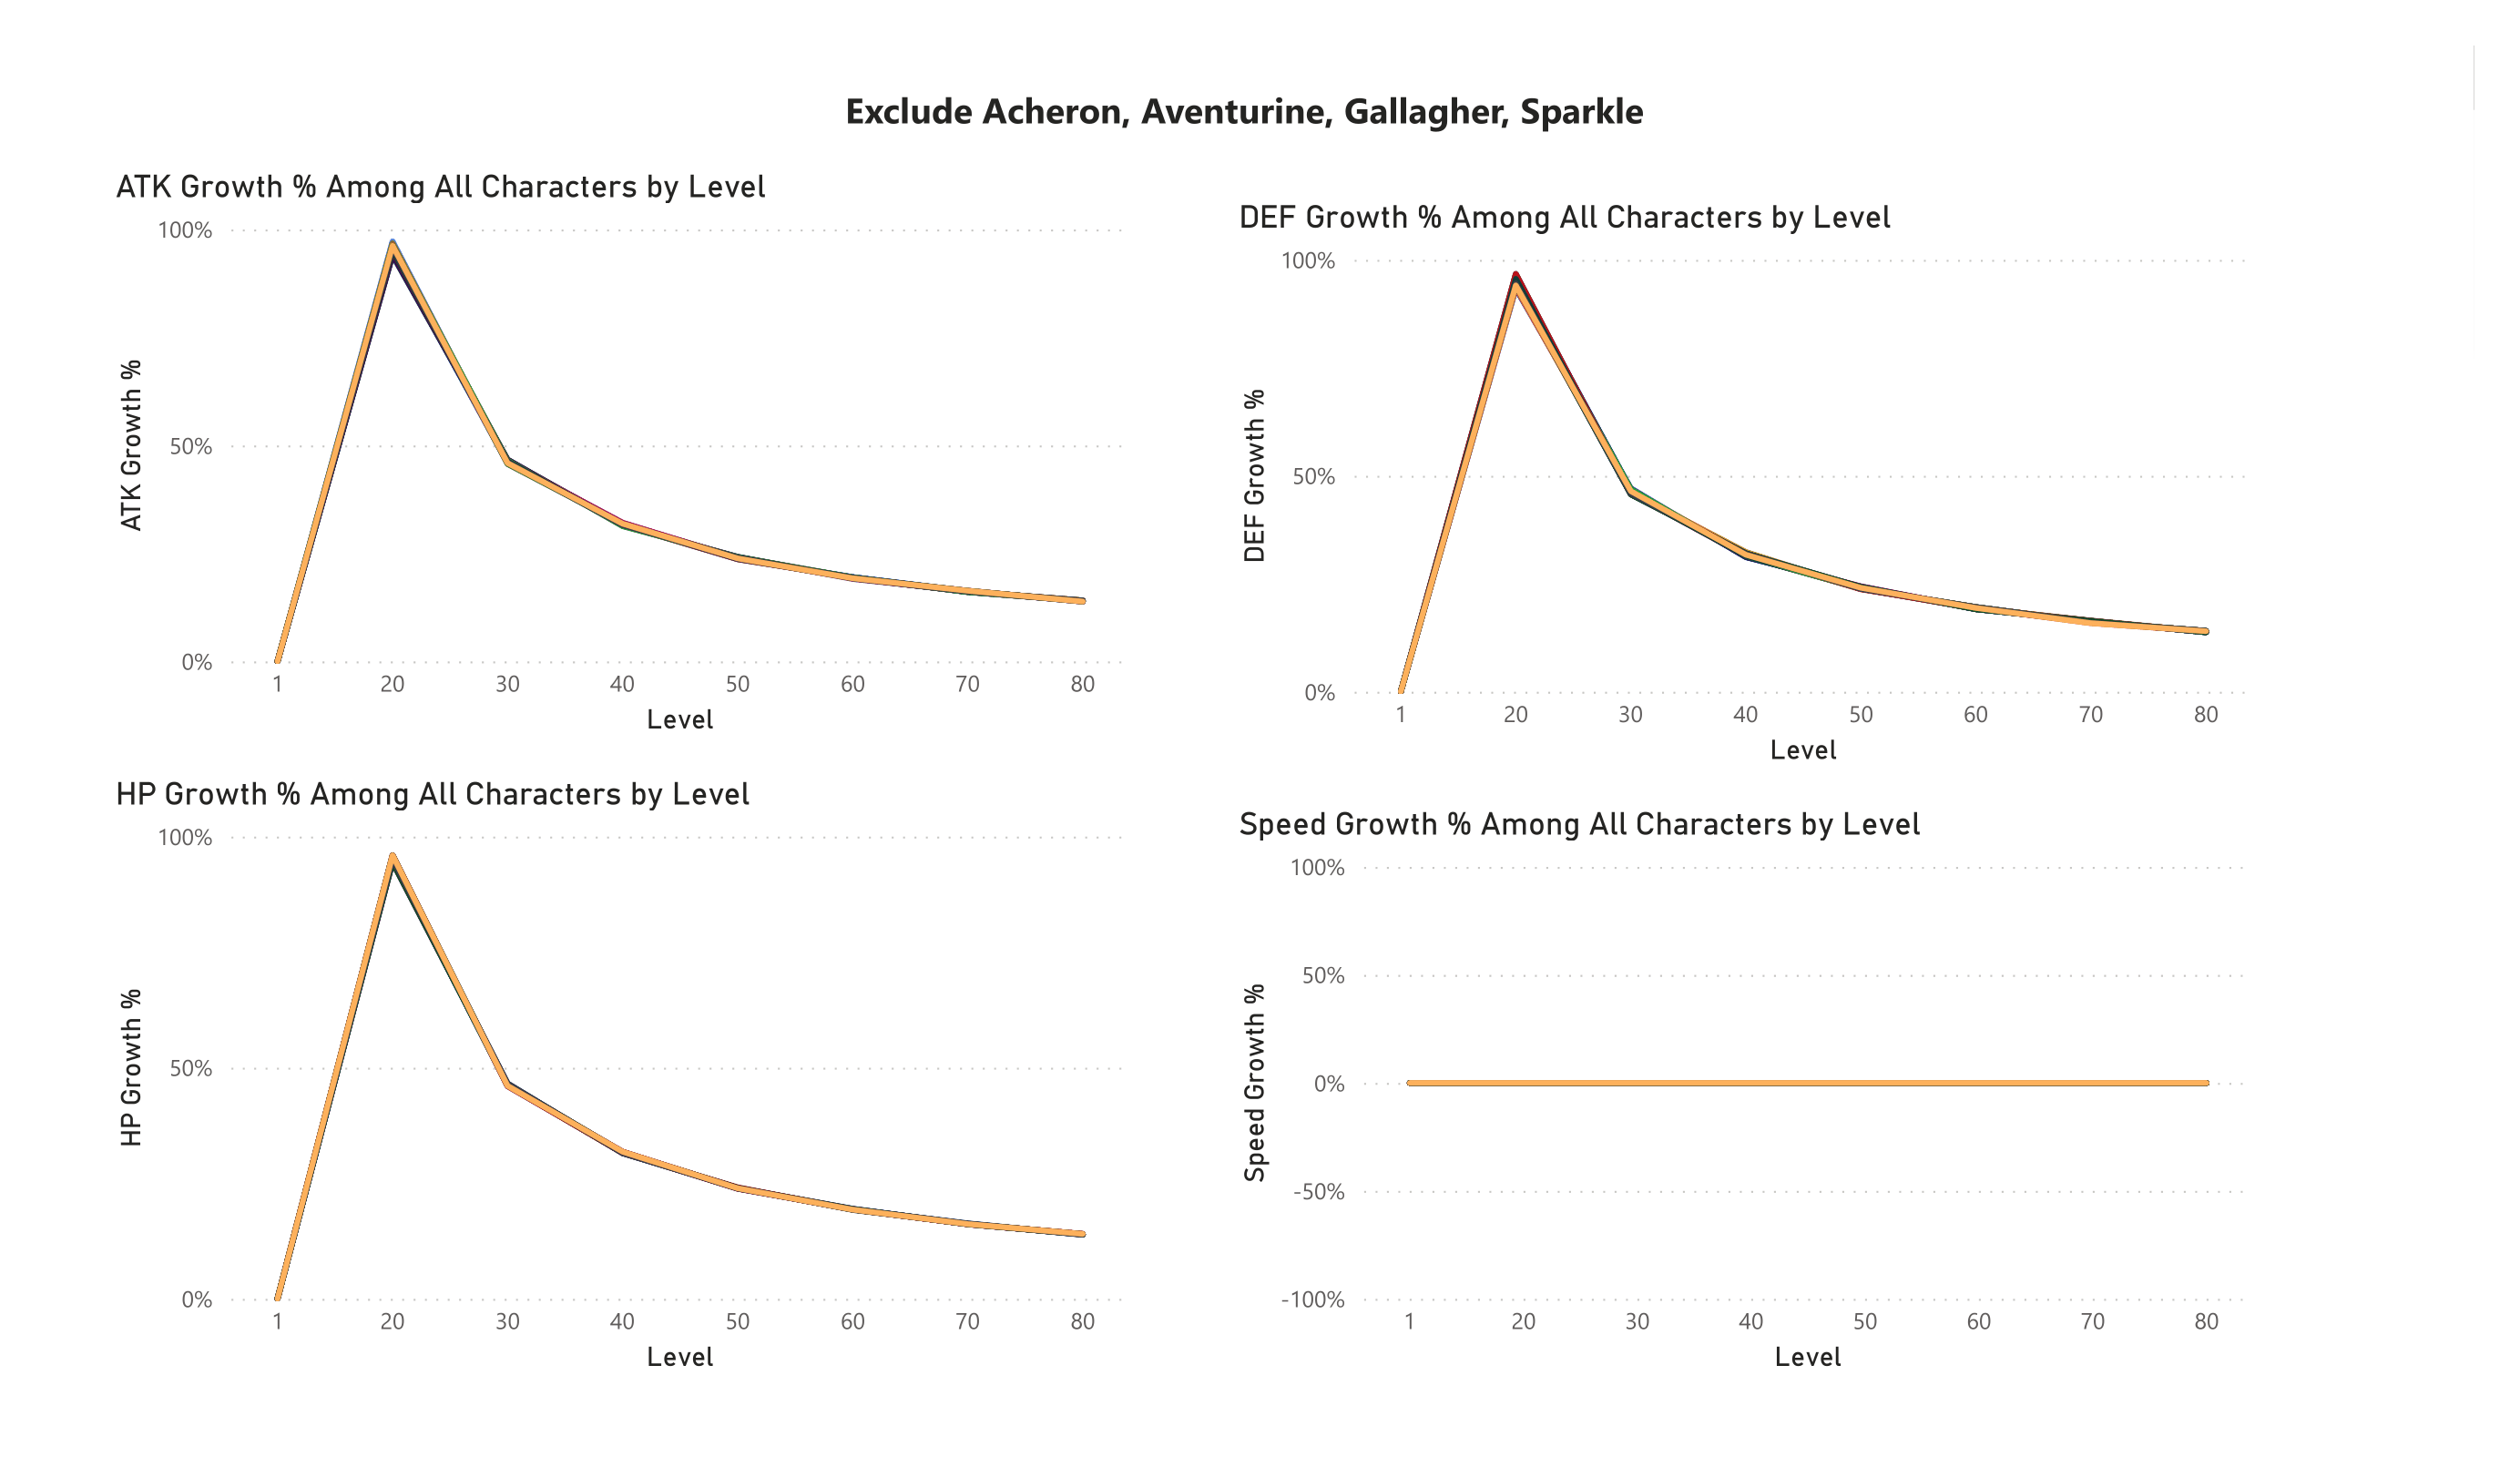 Exclude Acheron, Aventurine, Gallagher, Sparkle
ATK Growth % Among All Characters by Level
100%
50%
0%
ATK Growth %
1 20 30 40 50 60 70 80
Level
DEF Growth % Among All Characters by Level
100%
50%
0%
DEF Growth %
1 20 30 40 50 60 70 80
Level
HP Growth % Among All Characters by Level
100%
50%
0%
HP Growth %
1 20 30 40 50 60 70 80
Level
Speed Growth % Among All Characters by Level
100%
50%
0%
-50%
-100%
Speed Growth %
1 20 30 40 50 60 70 80
Level